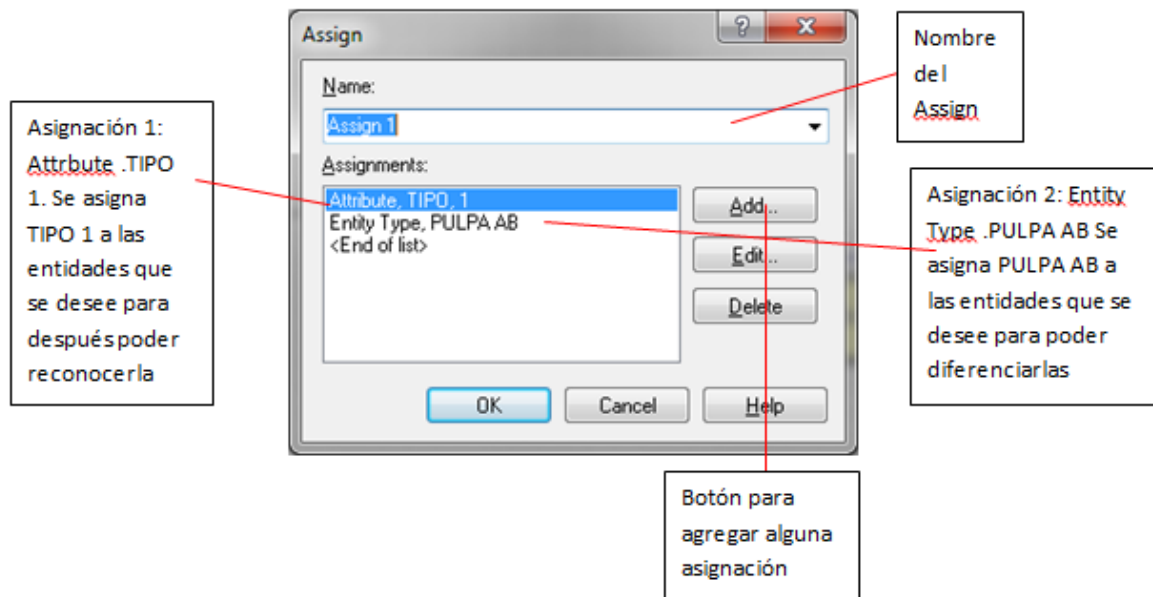 Assign
Name:
Assign 1
Assignments:
Attribute, TIPO, 1
Entity Type, PULPA AB
<End of list>
Add...
Edit...
Delete
OK
Cancel
Help
Asignación 1:
Attrbute .TIPO
1. Se asigna
TIPO 1 a las
entidades que
se desee para
después poder
reconocerla
Nombre
del
Assign
Asignación 2: Entity
Type .PULPA AB Se
asigna PULPA AB a
las entidades que se
desee para poder
diferenciarlas
Botón para
agregar alguna
asignación